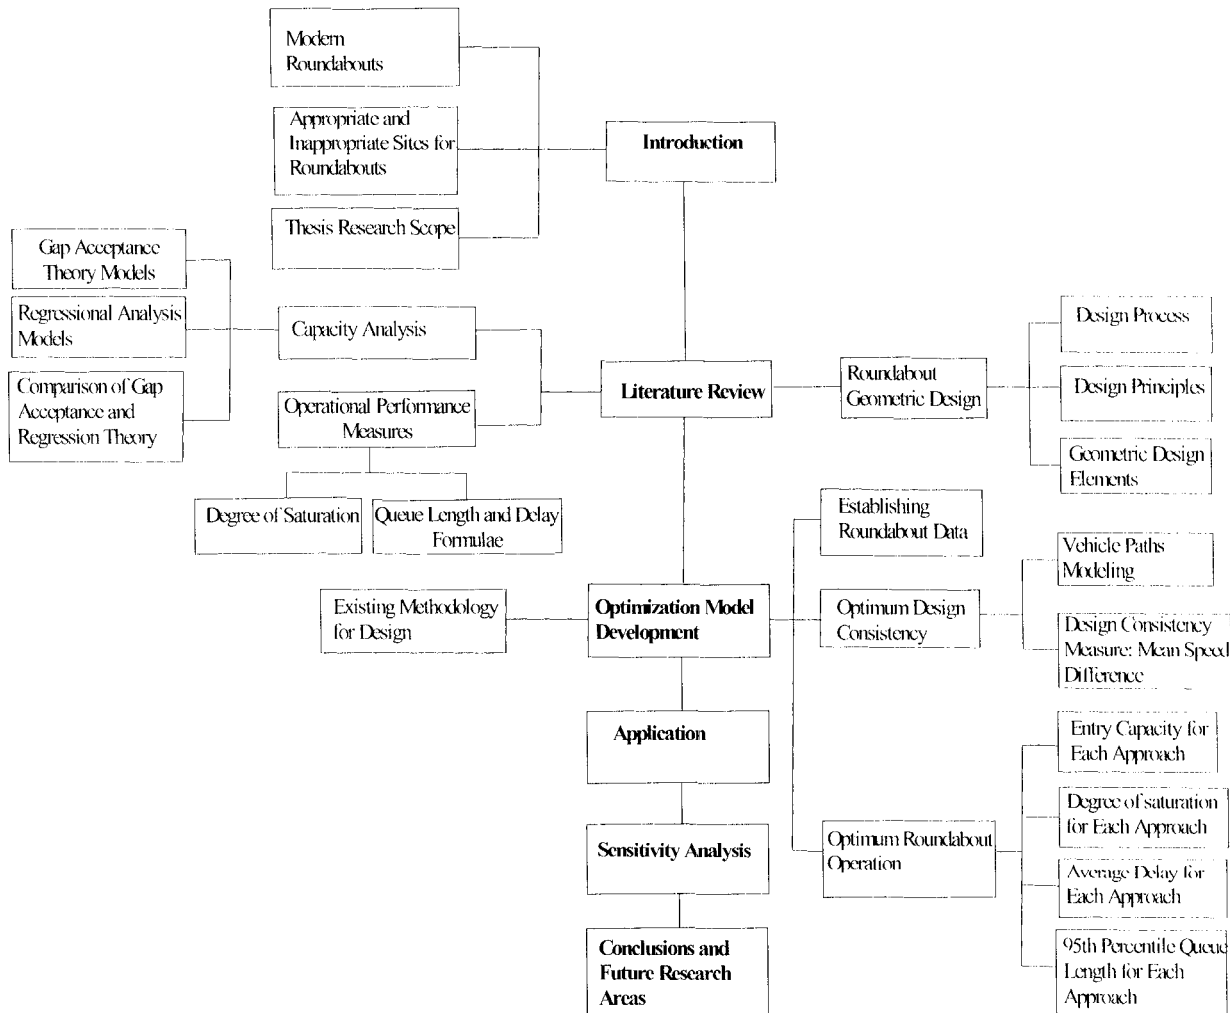 Modern
Roundabouts
Appropriate and
Inappropriate Sites for
Roundabouts
Thesis Research Scope
Introduction
Gap Acceptance
Theory Models
Regressional Analysis
Models
Comparison of Gap
Acceptance and
Regression Theory
Capacity Analysis
Operational Performance
Measures
Degree of Saturation
Queue Length and Delay
Formulae
Literature Review
Roundabout
Geometric Design
Design Process
Design Principles
Geometric Design
Elements
Existing Methodology
for Design
Optimization Model
Development
Establishing
Roundabout Data
Optimum Design
Consistency
Vehicle Paths
Modeling
Design Consistency
Measure: Mean Speed
Difference
Optimum Roundabout
Operation
Entry Capacity for
Each Approach
Degree of saturation
for Each Approach
Average Delay for
Each Approach
95th Percentile Queue
Length for Each
Approach
Application
Sensitivity Analysis
Conclusions and
Future Research
Areas